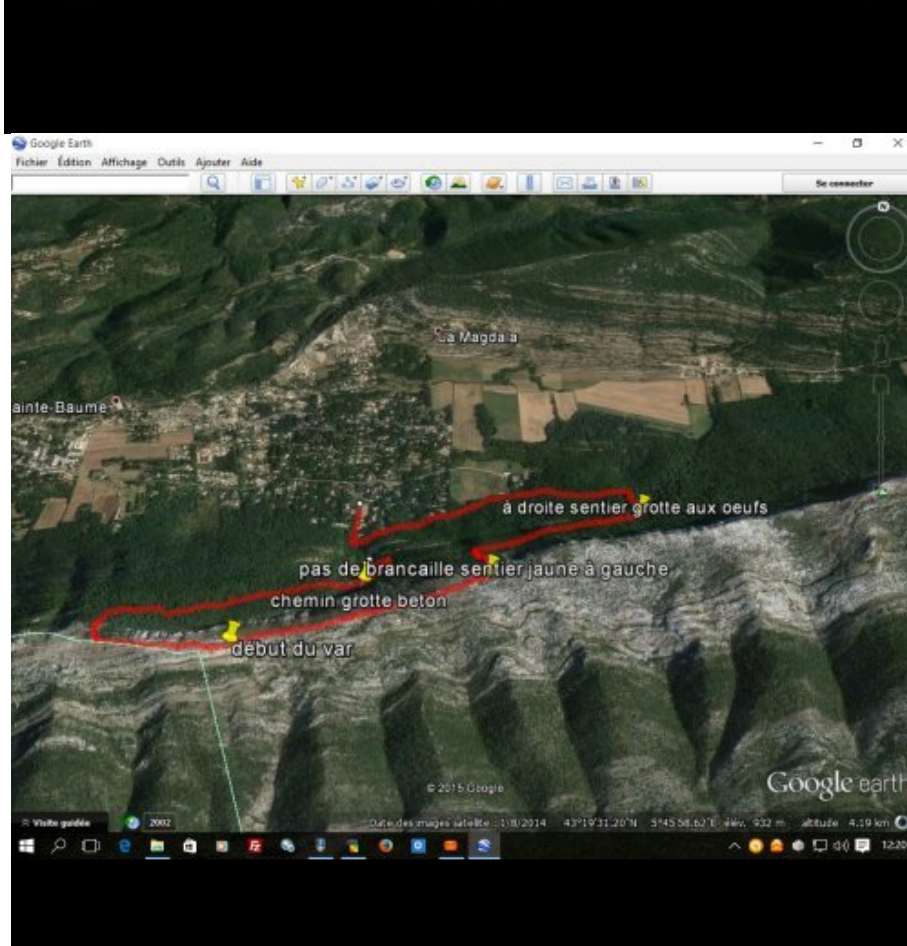 Google Earth
Fichier Édition Affichage Outils Ajouter Aide
Se connecter
N
La Magdala
ainte-Baume
à droite sentier grotte aux oeufs
pas de brancaille sentier jaune à gauche
chemin grotte beton
début du var
© 2015 Google
Google earth
Visite guidée
2002
Date des images satellite : 1/8/2014 43°19'31.20"N 5°45'58.62"E élév. 932 m altitude 4.19 km
12:20